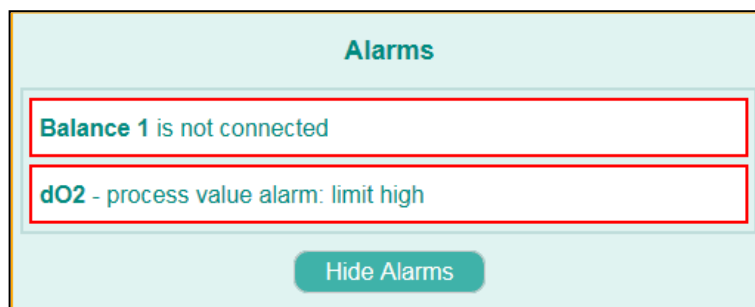 Alarms
Balance 1 is not connected
dO2 - process value alarm: limit high
Hide Alarms